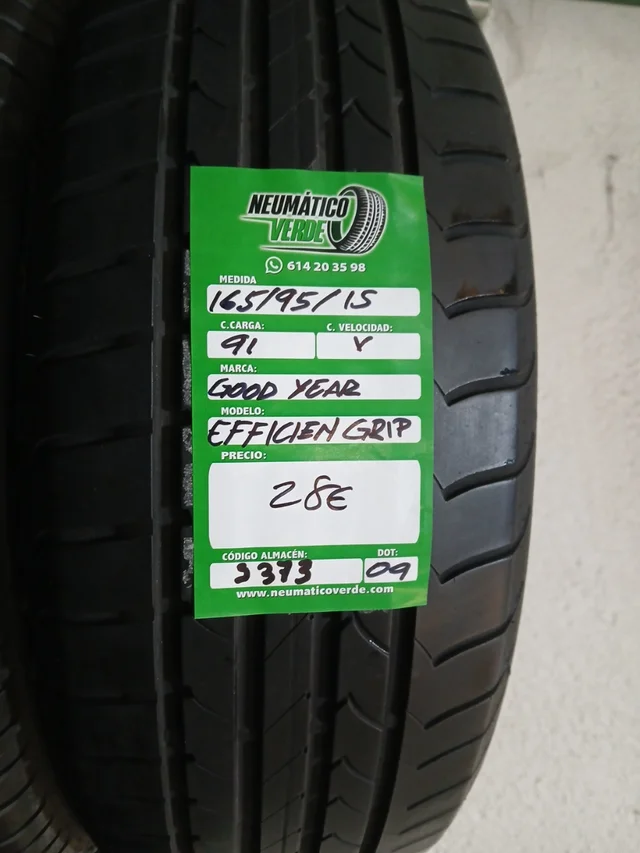 NEUMÁTICO
VERDE
614 20 35 98
MEDIDA
165/95/15
C.CARGA: C. VELOCIDAD:
91 V
MARCA:
GOOD YEAR
MODELO:
EFFICIEN GRIP
PRECIO:
28€
CÓDIGO ALMACÉN: DOT:
3373 09
www.neumaticoverde.com